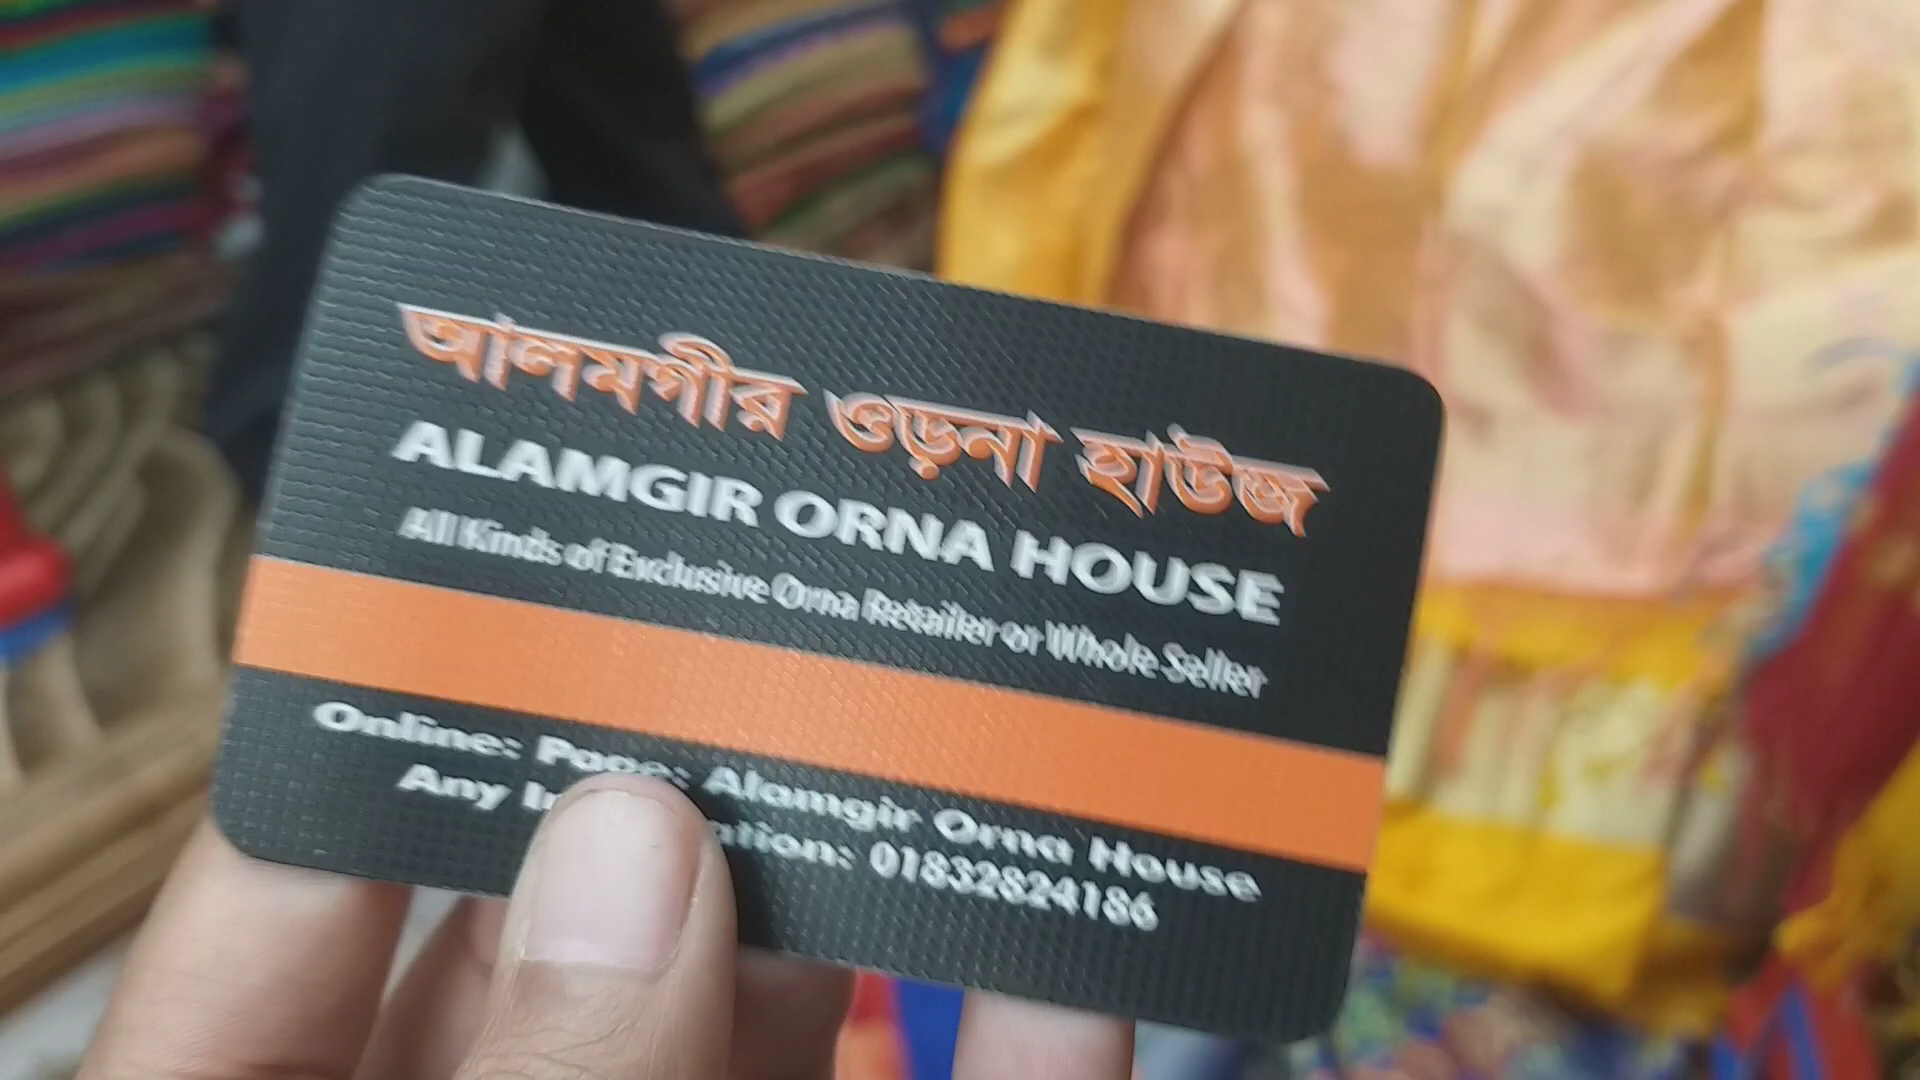 আলমগীর ওড়না হাউজ
ALAMGIR ORNA HOUSE
All Kinds of Exclusive Orna Retailer or Whole Seller
Online: Page: Alamgir Orna House
Any : 01832824186